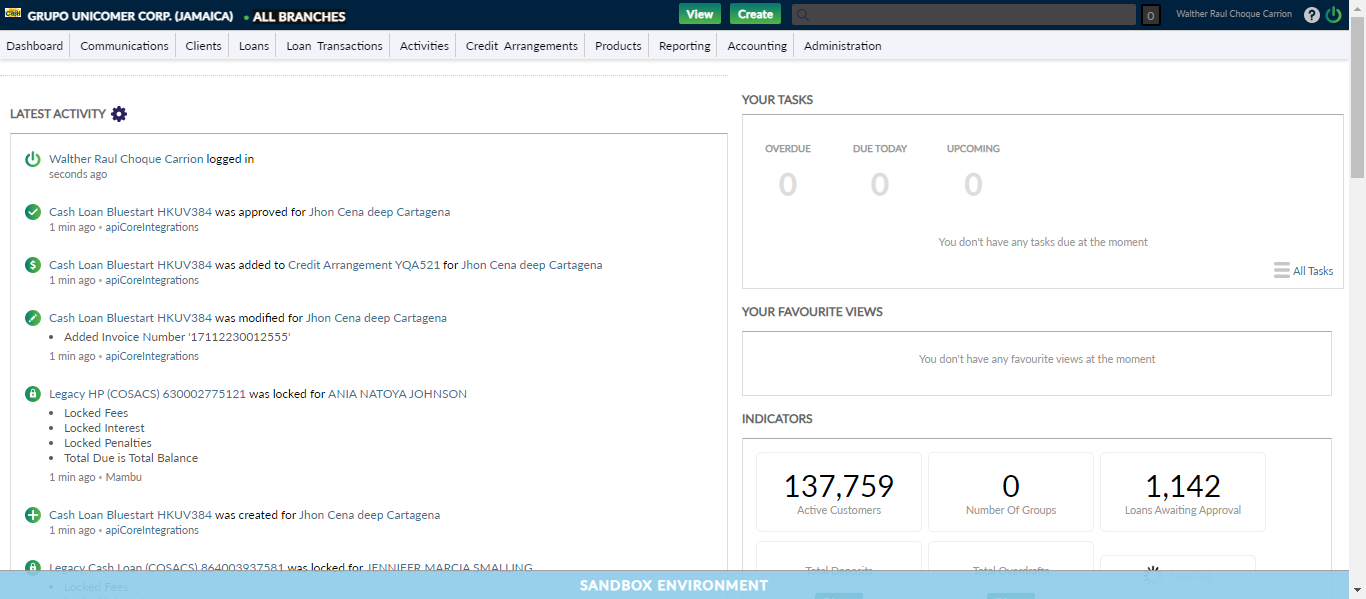 GRUPO UNICOMER CORP. (JAMAICA) • ALL BRANCHES
View
Create
0
Walther Raul Choque Carrion
?
Dashboard
Communications
Clients
Loans
Loan Transactions
Activities
Credit Arrangements
Products
Reporting
Accounting
Administration
LATEST ACTIVITY
Walther Raul Choque Carrion logged in
seconds ago
Cash Loan Bluestart HKUV384 was approved for Jhon Cena deep Cartagena
1 min ago • apiCoreIntegrations
Cash Loan Bluestart HKUV384 was added to Credit Arrangement YQA521 for Jhon Cena deep Cartagena
1 min ago • apiCoreIntegrations
Cash Loan Bluestart HKUV384 was modified for Jhon Cena deep Cartagena
• Added Invoice Number '17112230012555'
1 min ago • apiCoreIntegrations
Legacy HP (COSACS) 630002775121 was locked for ANIA NATOYA JOHNSON
• Locked Fees
• Locked Interest
• Locked Penalties
• Total Due is Total Balance
1 min ago • Mambu
Cash Loan Bluestart HKUV384 was created for Jhon Cena deep Cartagena
1 min ago • apiCoreIntegrations
Legacy Cash Loan (COSACS) 864003937581 was locked for JENNIFER MARCIA SMALLING
• Locked Fees
YOUR TASKS
OVERDUE
DUE TODAY
UPCOMING
0
0
0
You don't have any tasks due at the moment
All Tasks
YOUR FAVOURITE VIEWS
You don't have any favourite views at the moment
INDICATORS
137,759
Active Customers
0
Number Of Groups
1,142
Loans Awaiting Approval
Total Deposits
Total Overdrafts
SANDBOX ENVIRONMENT